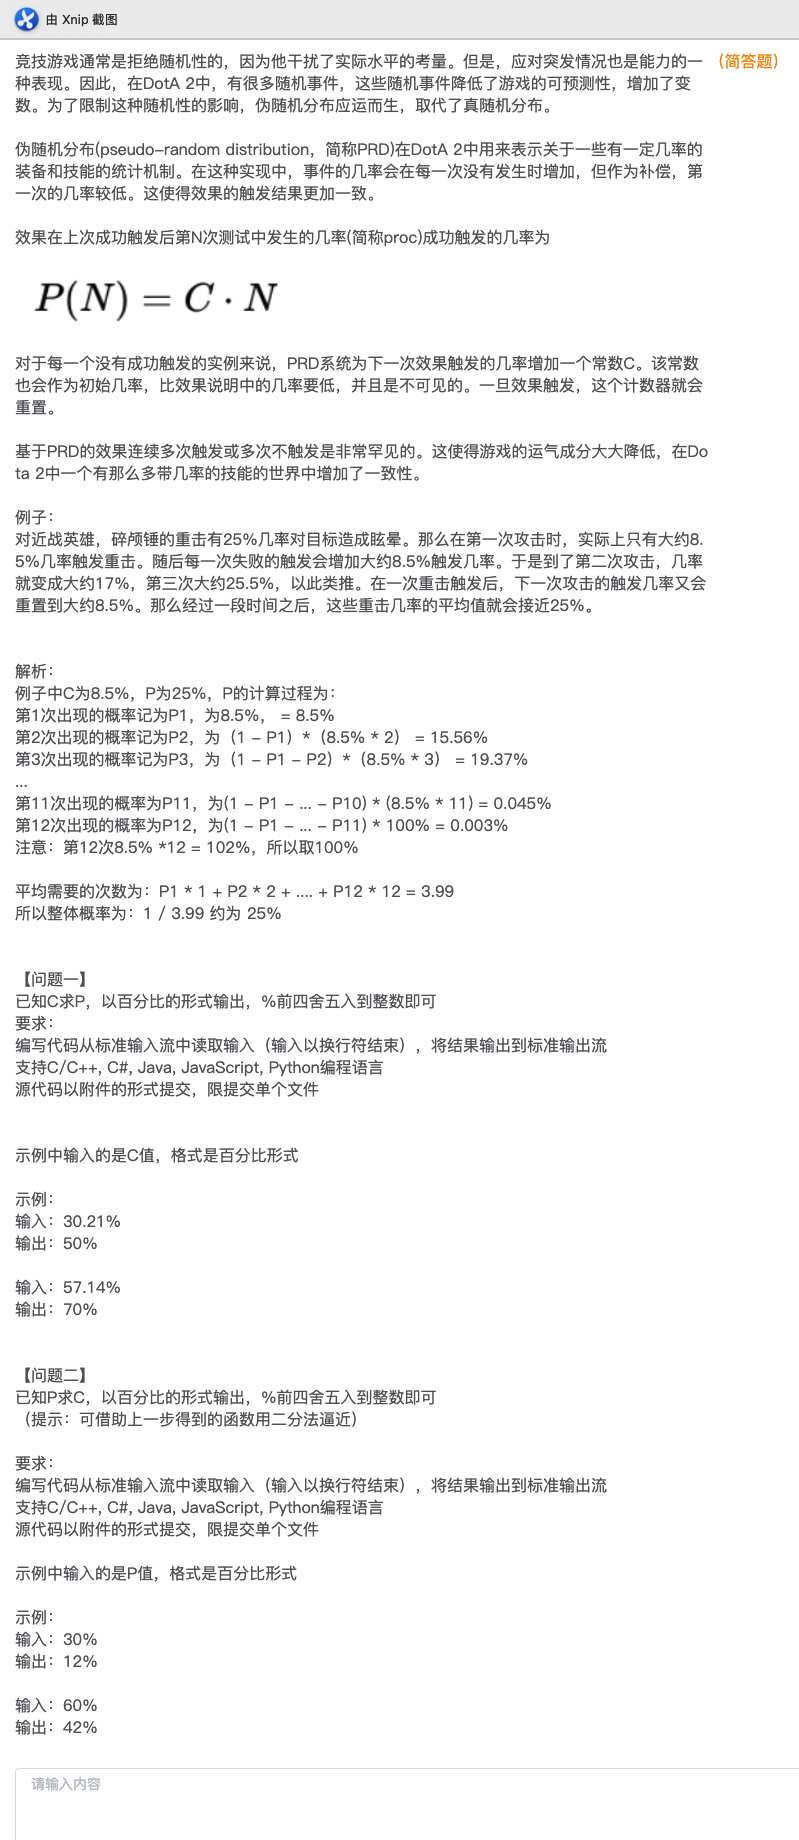 由 Xnip 截图
竞技游戏通常是拒绝随机性的，因为他干扰了实际水平的考量。但是，应对突发情况也是能力的一 （简答题）
种表现。因此，在DotA 2中，有很多随机事件，这些随机事件降低了游戏的可预测性，增加了变
数。为了限制这种随机性的影响，伪随机分布应运而生，取代了真随机分布。
伪随机分布(pseudo-random distribution，简称PRD)在DotA 2中用来表示关于一些有一定几率的
装备和技能的统计机制。在这种实现中，事件的几率会在每一次没有发生时增加，但作为补偿，第
一次的几率较低。这使得效果的触发结果更加一致。
效果在上次成功触发后第N次测试中发生的几率(简称proc)成功触发的几率为
P(N) = C · N
对于每一个没有成功触发的实例来说，PRD系统为下一次效果触发的几率增加一个常数C。该常数
也会作为初始几率，比效果说明中的几率要低，并且是不可见的。一旦效果触发，这个计数器就会
重置。
基于PRD的效果连续多次触发或多次不触发是非常罕见的。这使得游戏的运气成分大大降低，在Do
ta 2中一个有那么多带几率的技能的世界中增加了一致性。
例子：
对近战英雄，碎颅锤的重击有25%几率对目标造成眩晕。那么在第一次攻击时，实际上只有大约8.
5%几率触发重击。随后每一次失败的触发会增加大约8.5%触发几率。于是到了第二次攻击，几率
就变成大约17%，第三次大约25.5%，以此类推。在一次重击触发后，下一次攻击的触发几率又会
重置到大约8.5%。那么经过一段时间之后，这些重击几率的平均值就会接近25%。
解析：
例子中C为8.5%，P为25%，P的计算过程为：
第1次出现的概率记为P1，为8.5%， = 8.5%
第2次出现的概率记为P2，为（1 - P1）*（8.5% * 2） = 15.56%
第3次出现的概率记为P3，为（1 - P1 - P2）*（8.5% * 3） = 19.37%
...
第11次出现的概率为P11，为(1 - P1 - ... - P10) * (8.5% * 11) = 0.045%
第12次出现的概率为P12，为(1 - P1 - ... - P11) * 100% = 0.003%
注意：第12次8.5% *12 = 102%，所以取100%
平均需要的次数为：P1 * 1 + P2 * 2 + .... + P12 * 12 = 3.99
所以整体概率为：1 / 3.99 约为 25%
【问题一】
已知C求P，以百分比的形式输出，%前四舍五入到整数即可
要求：
编写代码从标准输入流中读取输入（输入以换行符结束），将结果输出到标准输出流
支持C/C++, C#, Java, JavaScript, Python编程语言
源代码以附件的形式提交，限提交单个文件
示例中输入的是C值，格式是百分比形式
示例：
输入：30.21%
输出：50%
输入：57.14%
输出：70%
【问题二】
已知P求C，以百分比的形式输出，%前四舍五入到整数即可
（提示：可借助上一步得到的函数用二分法逼近）
要求：
编写代码从标准输入流中读取输入（输入以换行符结束），将结果输出到标准输出流
支持C/C++, C#, Java, JavaScript, Python编程语言
源代码以附件的形式提交，限提交单个文件
示例中输入的是P值，格式是百分比形式
示例：
输入：30%
输出：12%
输入：60%
输出：42%
请输入内容